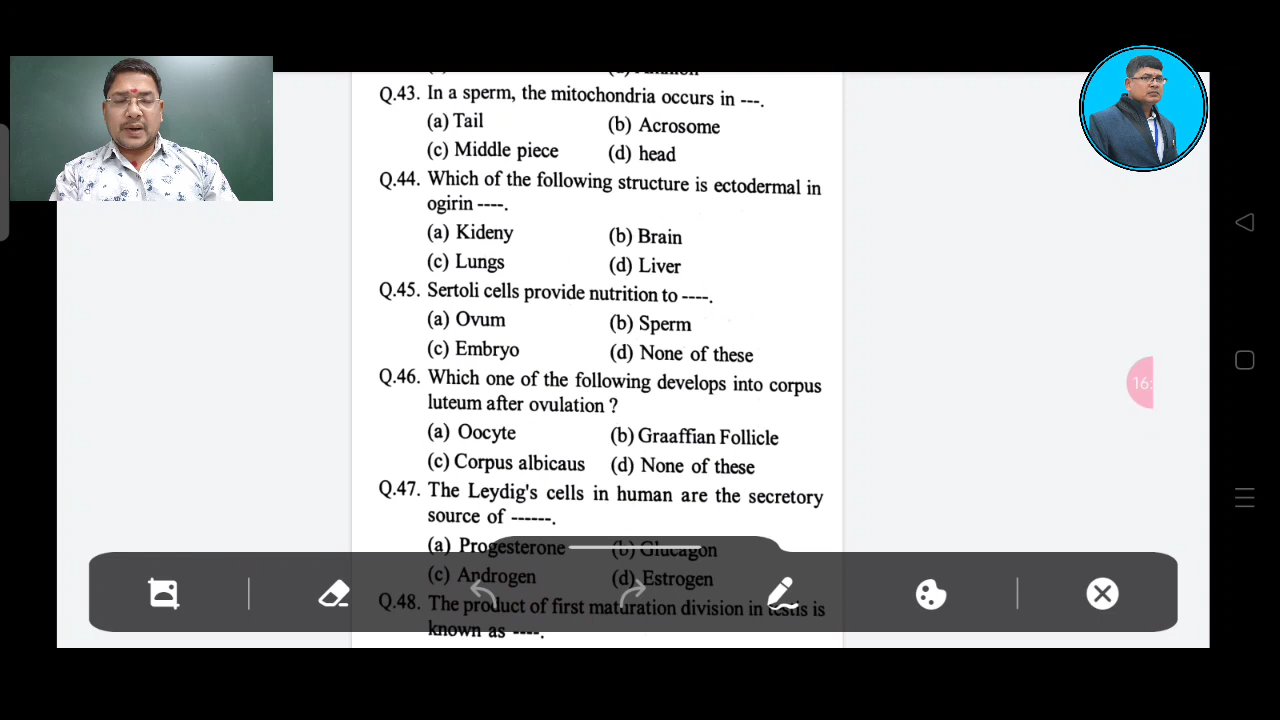 Q.43. In a sperm, the mitochondria occurs in ---.
(a) Tail (b) Acrosome
(c) Middle piece (d) head
Q.44. Which of the following structure is ectodermal in
ogirin ----.
(a) Kideny (b) Brain
(c) Lungs (d) Liver
Q.45. Sertoli cells provide nutrition to ----.
(a) Ovum (b) Sperm
(c) Embryo (d) None of these
Q.46. Which one of the following develops into corpus
luteum after ovulation ?
(a) Oocyte (b) Graaffian Follicle
(c) Corpus albicaus (d) None of these
Q.47. The Leydig's cells in human are the secretory
source of ------.
(a) Progesterone (b) Glucagon
(c) Androgen (d) Estrogen
Q.48. The product of first maturation division in testis is
known as ----.
16: